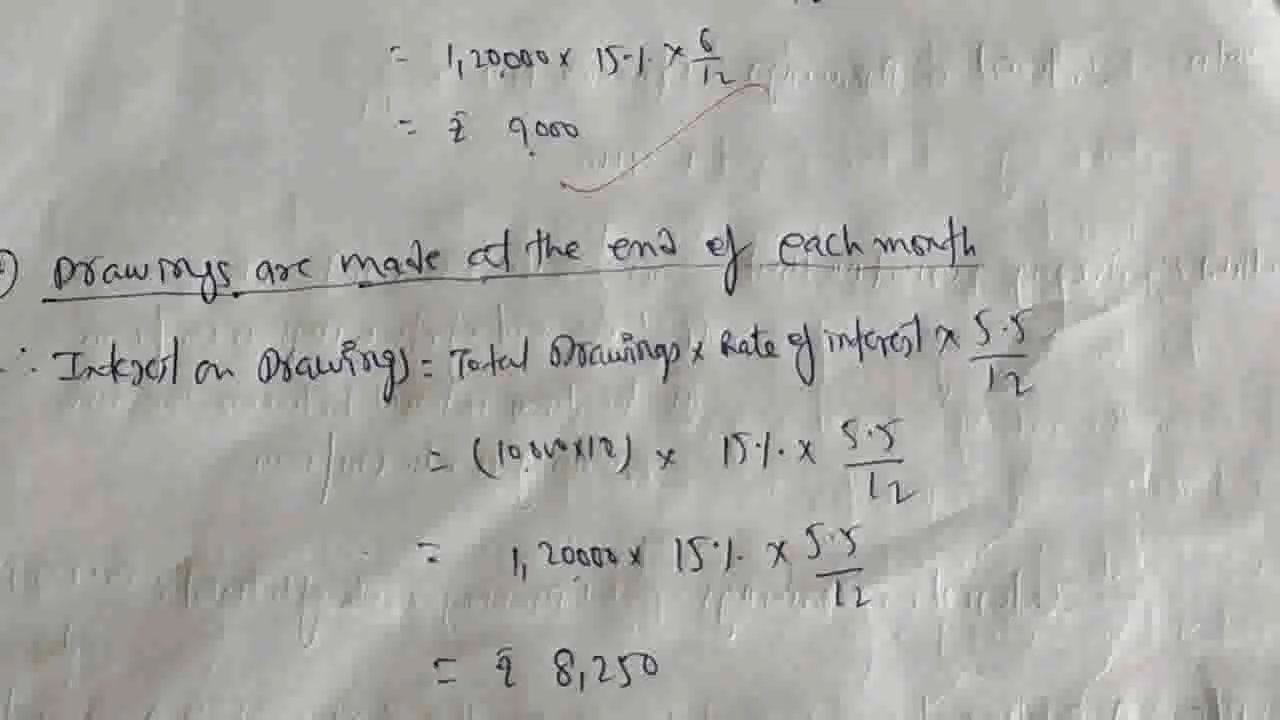 = 1,20,000 × 15% × 6/12
= ₹ 9,000
Drawings are made at the end of each month
∴ Interest on Drawings = Total Drawings × Rate of interest × 5.5/12
= (10,000×12) × 15% × 5.5/12
= 1,20,000 × 15% × 5.5/12
= ₹ 8,250